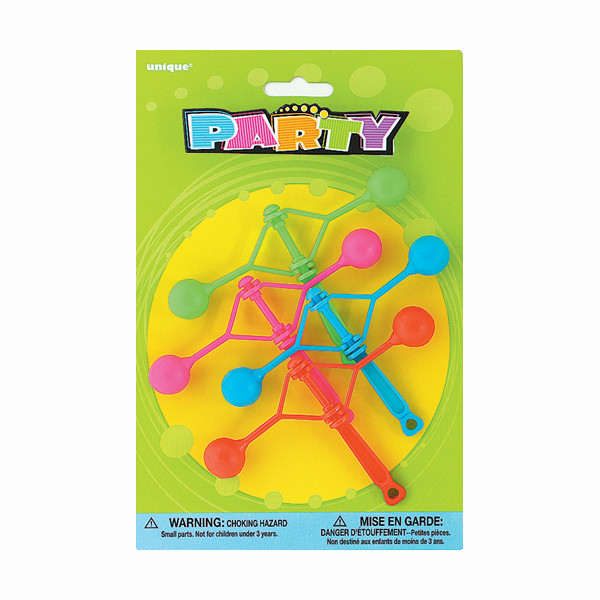 unique®
PARTY
⚠ WARNING: CHOKING HAZARD
Small parts. Not for children under 3 years.
⚠ MISE EN GARDE:
DANGER D'ÉTOUFFEMENT--Petites pièces.
Non destiné aux enfants de moins de 3 ans.